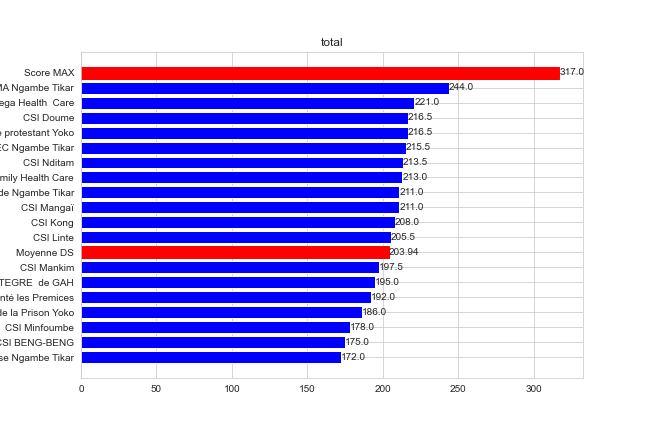 total
Score MAX 317.0
MA Ngambe Tikar 244.0
ega Health Care 221.0
CSI Doume 216.5
protestant Yoko 216.5
EC Ngambe Tikar 215.5
CSI Nditam 213.5
mily Health Care 213.0
de Ngambe Tikar 211.0
CSI Mangaï 211.0
CSI Kong 208.0
CSI Linte 205.5
Moyenne DS 203.94
CSI Mankim 197.5
TEGRE de GAH 195.0
nté les Premices 192.0
de la Prison Yoko 186.0
CSI Minfoumbe 178.0
CSI BENG-BENG 175.0
se Ngambe Tikar 172.0
0 50 100 150 200 250 300